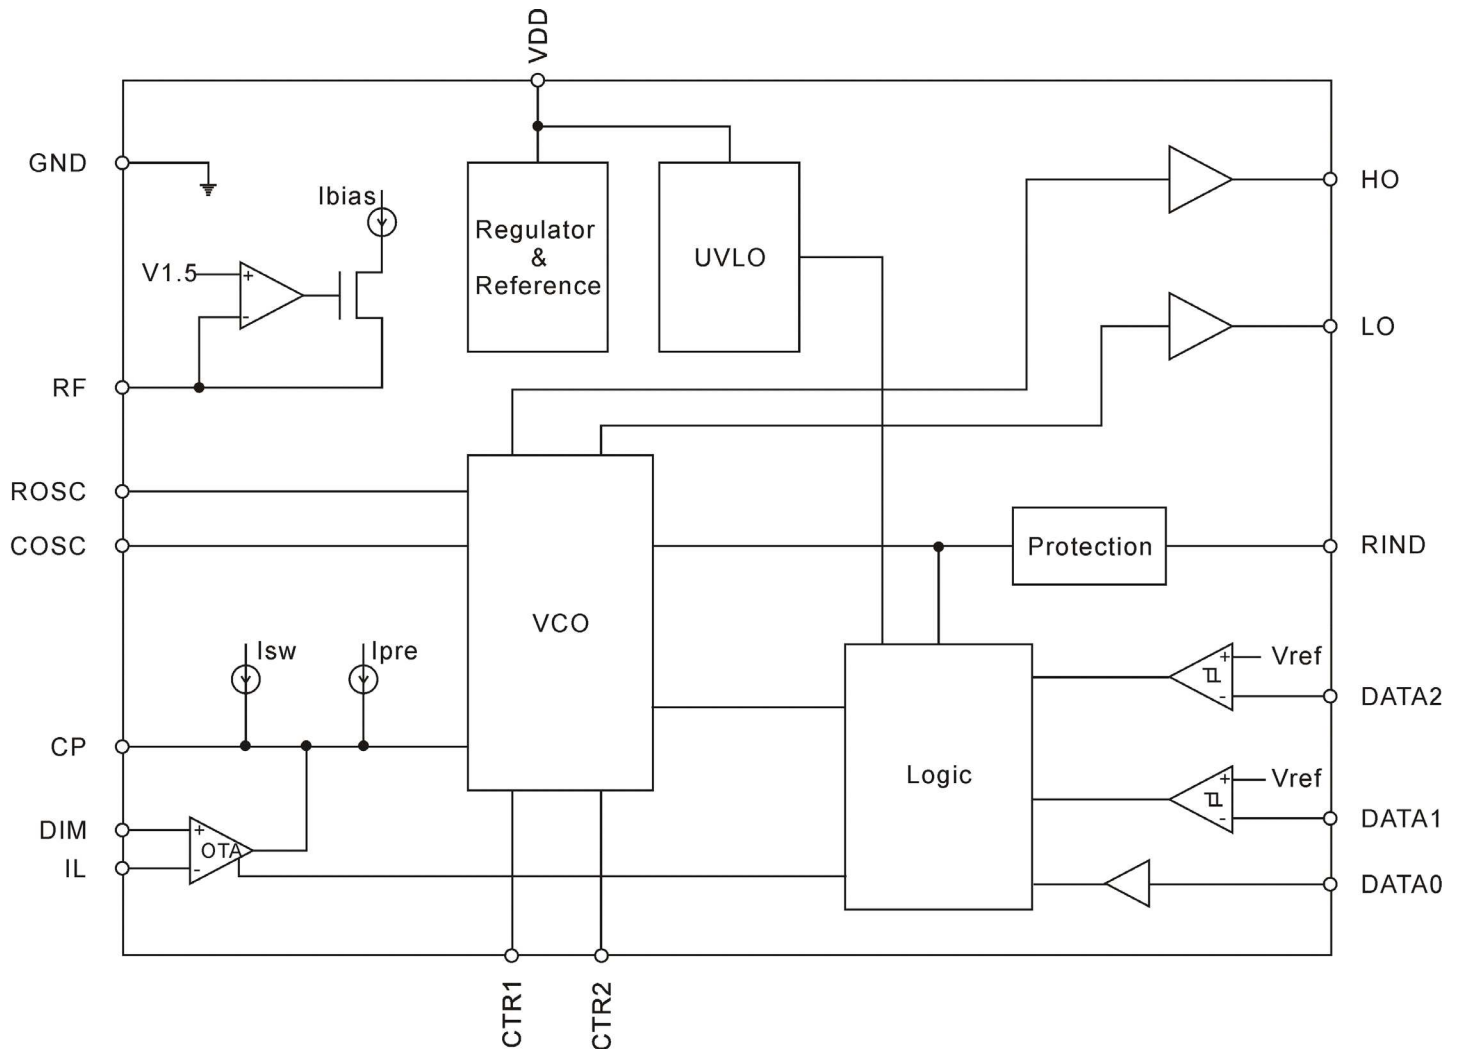 VDD
GND
Ibias
HO
Regulator
&
Reference
UVLO
V1.5
+
-
LO
RF
ROSC
COSC
Protection
RIND
VCO
Isw
Ipre
+
Vref
-
DATA2
CP
Logic
+
Vref
-
DATA1
DIM
+
OTA
IL
-
DATA0
CTR1
CTR2